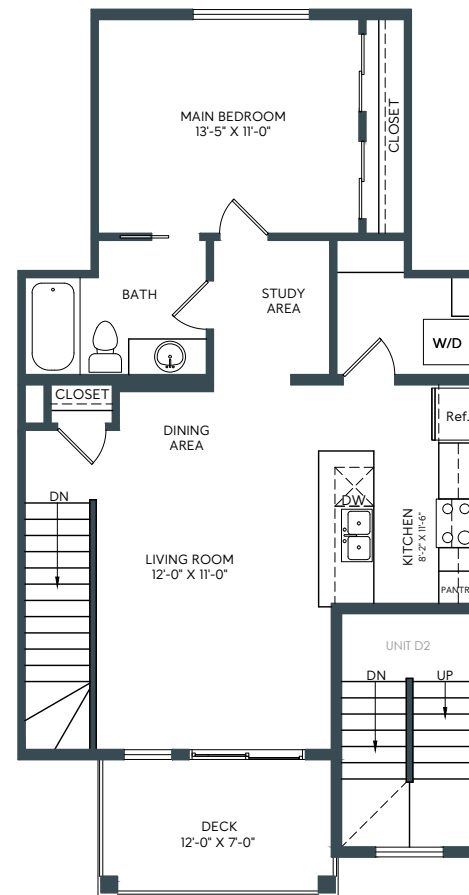 MAIN BEDROOM
13'-5" X 11'-0"
CLOSET
BATH
STUDY
AREA
W/D
CLOSET
Ref.
DINING
AREA
DN
DW
KITCHEN
8'-2" X 11'-6"
LIVING ROOM
12'-0" X 11'-0"
PANTR
UNIT D2
DN
UP
DECK
12'-0" X 7'-0"